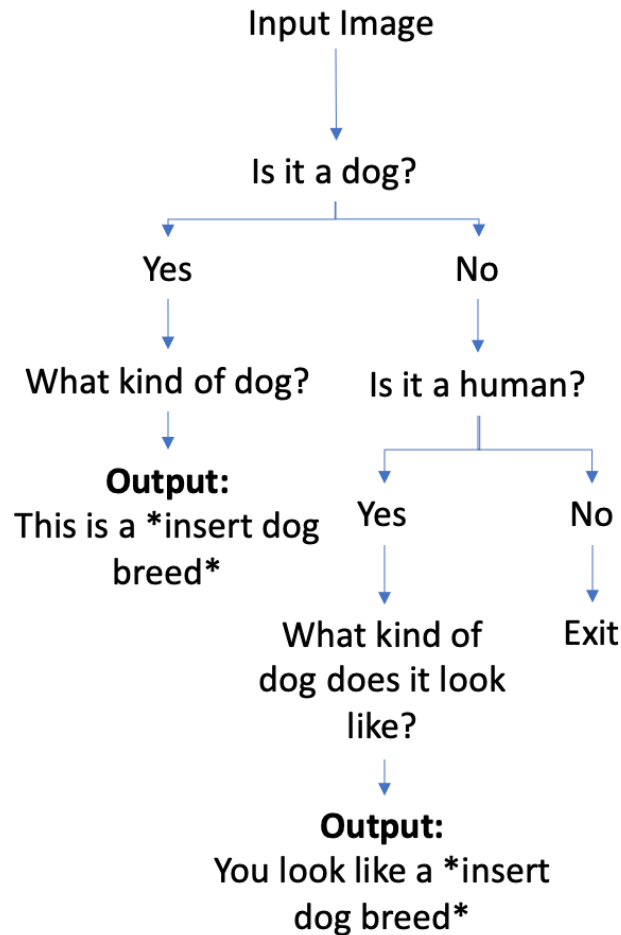 Input Image
Is it a dog?
Yes
No
What kind of dog?
Is it a human?
Output:
This is a *insert dog
breed*
Yes
No
What kind of
dog does it look
like?
Exit
Output:
You look like a *insert
dog breed*